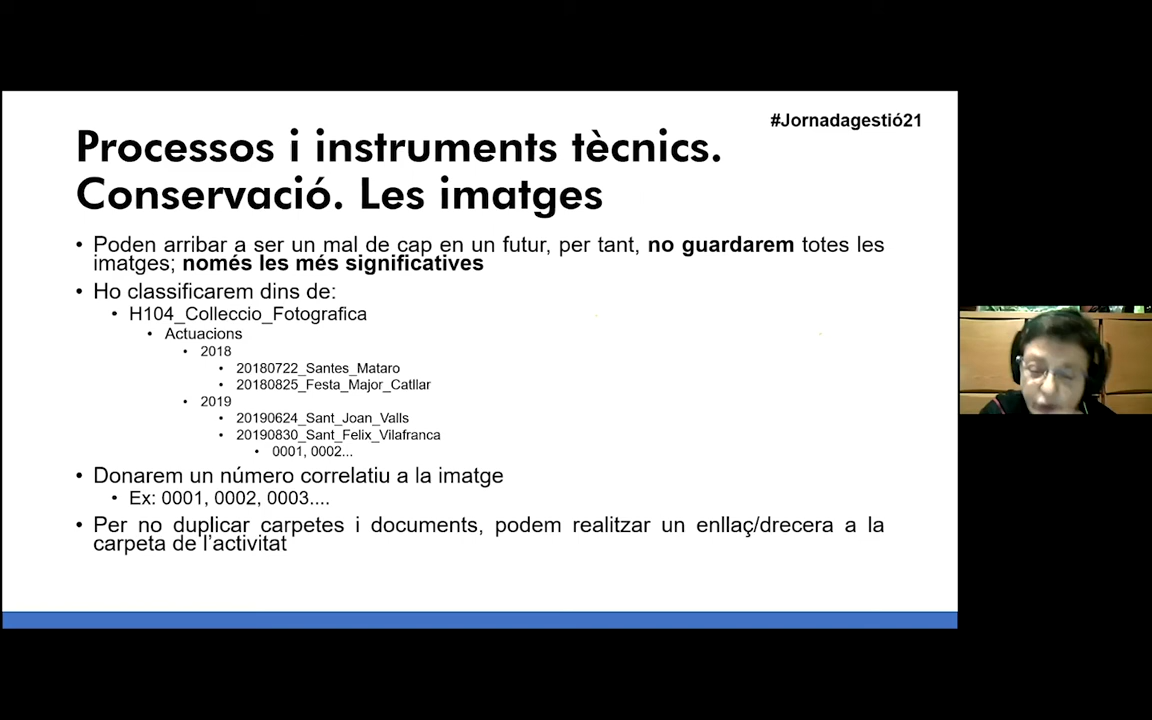 #Jornadagestió21
Processos i instruments tècnics.
Conservació. Les imatges
• Poden arribar a ser un mal de cap en un futur, per tant, no guardarem totes les
imatges; només les més significatives
• Ho classificarem dins de:
• H104_Colleccio_Fotografica
• Actuacions
• 2018
• 20180722_Santes_Mataro
• 20180825_Festa_Major_Catllar
• 2019
• 20190624_Sant_Joan_Valls
• 20190830_Sant_Felix_Vilafranca
• 0001, 0002...
• Donarem un número correlatiu a la imatge
• Ex: 0001, 0002, 0003....
• Per no duplicar carpetes i documents, podem realitzar un enllaç/drecera a la
carpeta de l’activitat